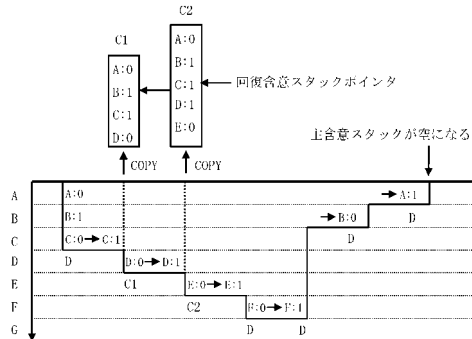 C2
C1
A:0
B:1
C:1
D:1
E:0
A:0
B:1
C:1
D:0
回復含意スタックポインタ
COPY
COPY
主含意スタックが空になる
A
B
C
D
E
F
G
A:0
B:1
C:0→C:1
D
D:0→D:1
C1
E:0→E:1
C2
F:0→F:1
D
D
→B:0
D
→A:1
D